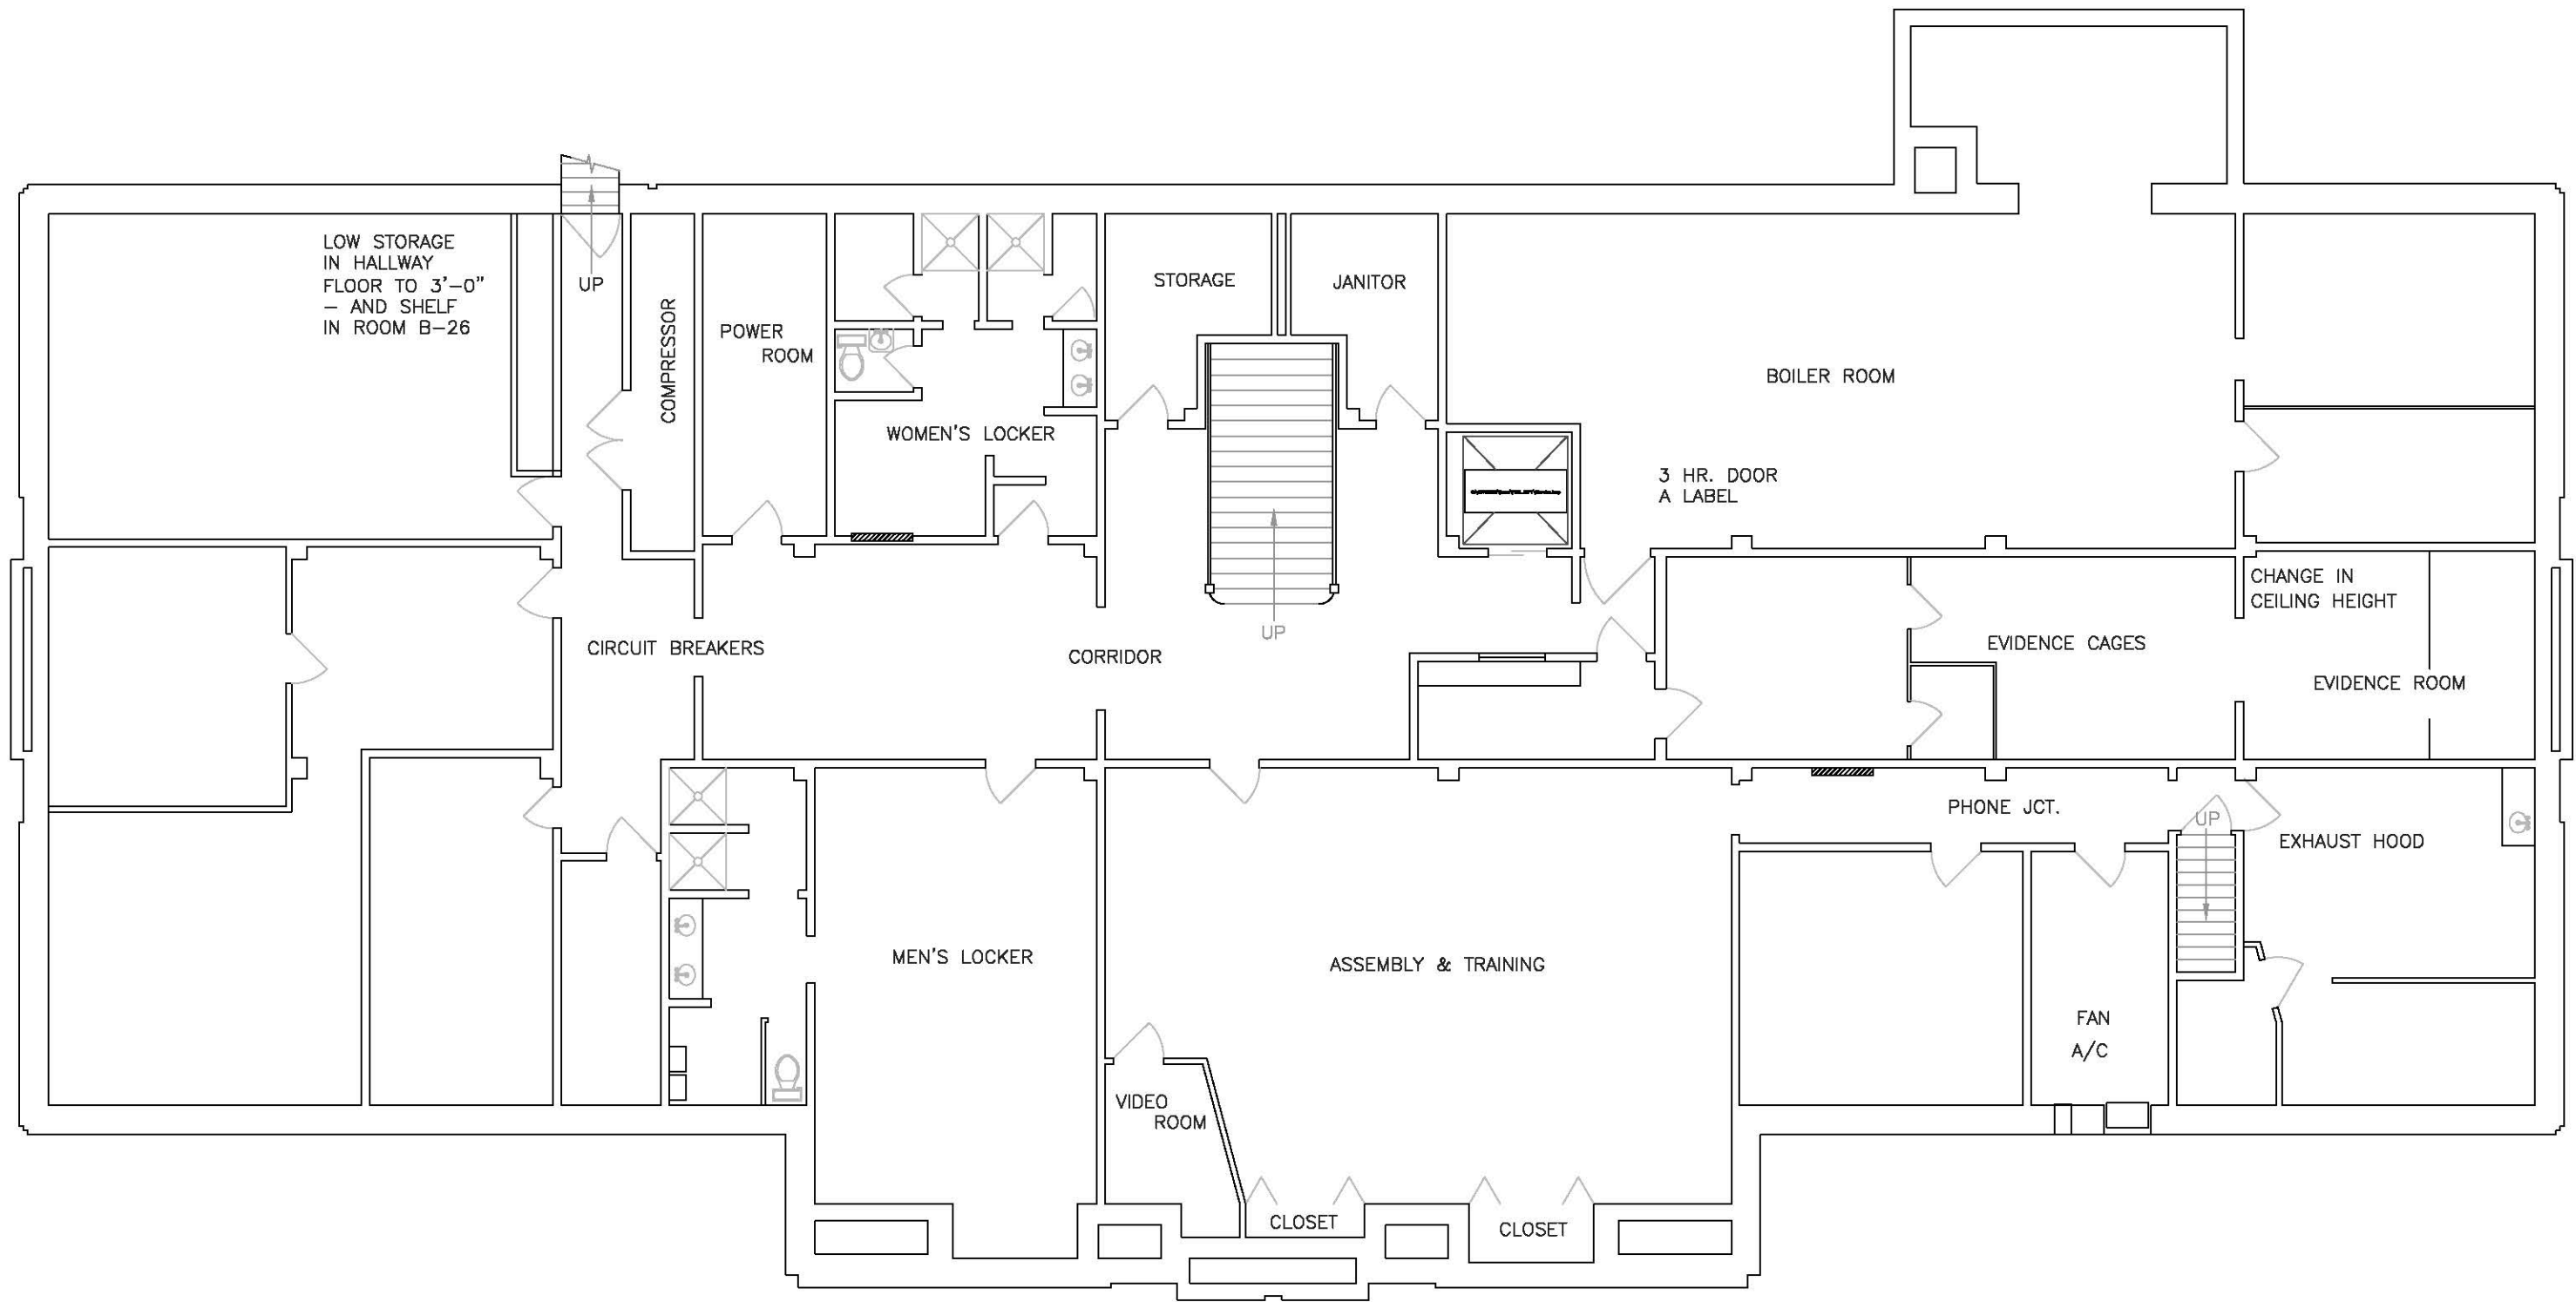 LOW STORAGE
IN HALLWAY
FLOOR TO 3'-0"
- AND SHELF
IN ROOM B-26
UP
COMPRESSOR
POWER
ROOM
WOMEN'S LOCKER
STORAGE
JANITOR
BOILER ROOM
3 HR. DOOR
A LABEL
UP
CIRCUIT BREAKERS
CORRIDOR
EVIDENCE CAGES
CHANGE IN
CEILING HEIGHT
EVIDENCE ROOM
PHONE JCT.
UP
EXHAUST HOOD
MEN'S LOCKER
ASSEMBLY & TRAINING
FAN
A/C
VIDEO
ROOM
CLOSET
CLOSET